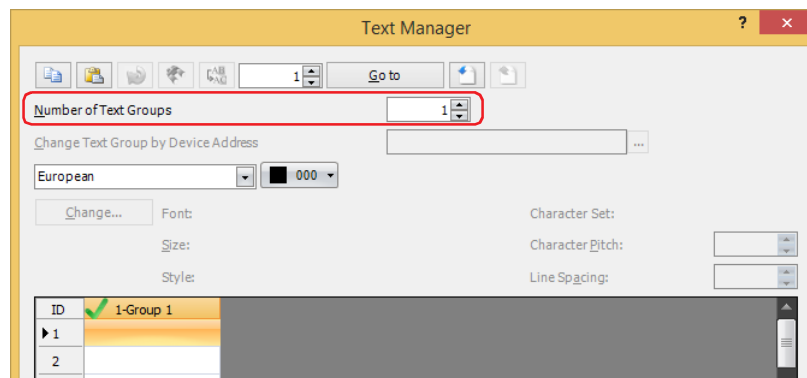 Text Manager
?
1
Go to
Number of Text Groups
1
Change Text Group by Device Address
...
European
000
Change...
Font:
Character Set:
Size:
Character Pitch:
Style:
Line Spacing:
ID
1-Group 1
1
2